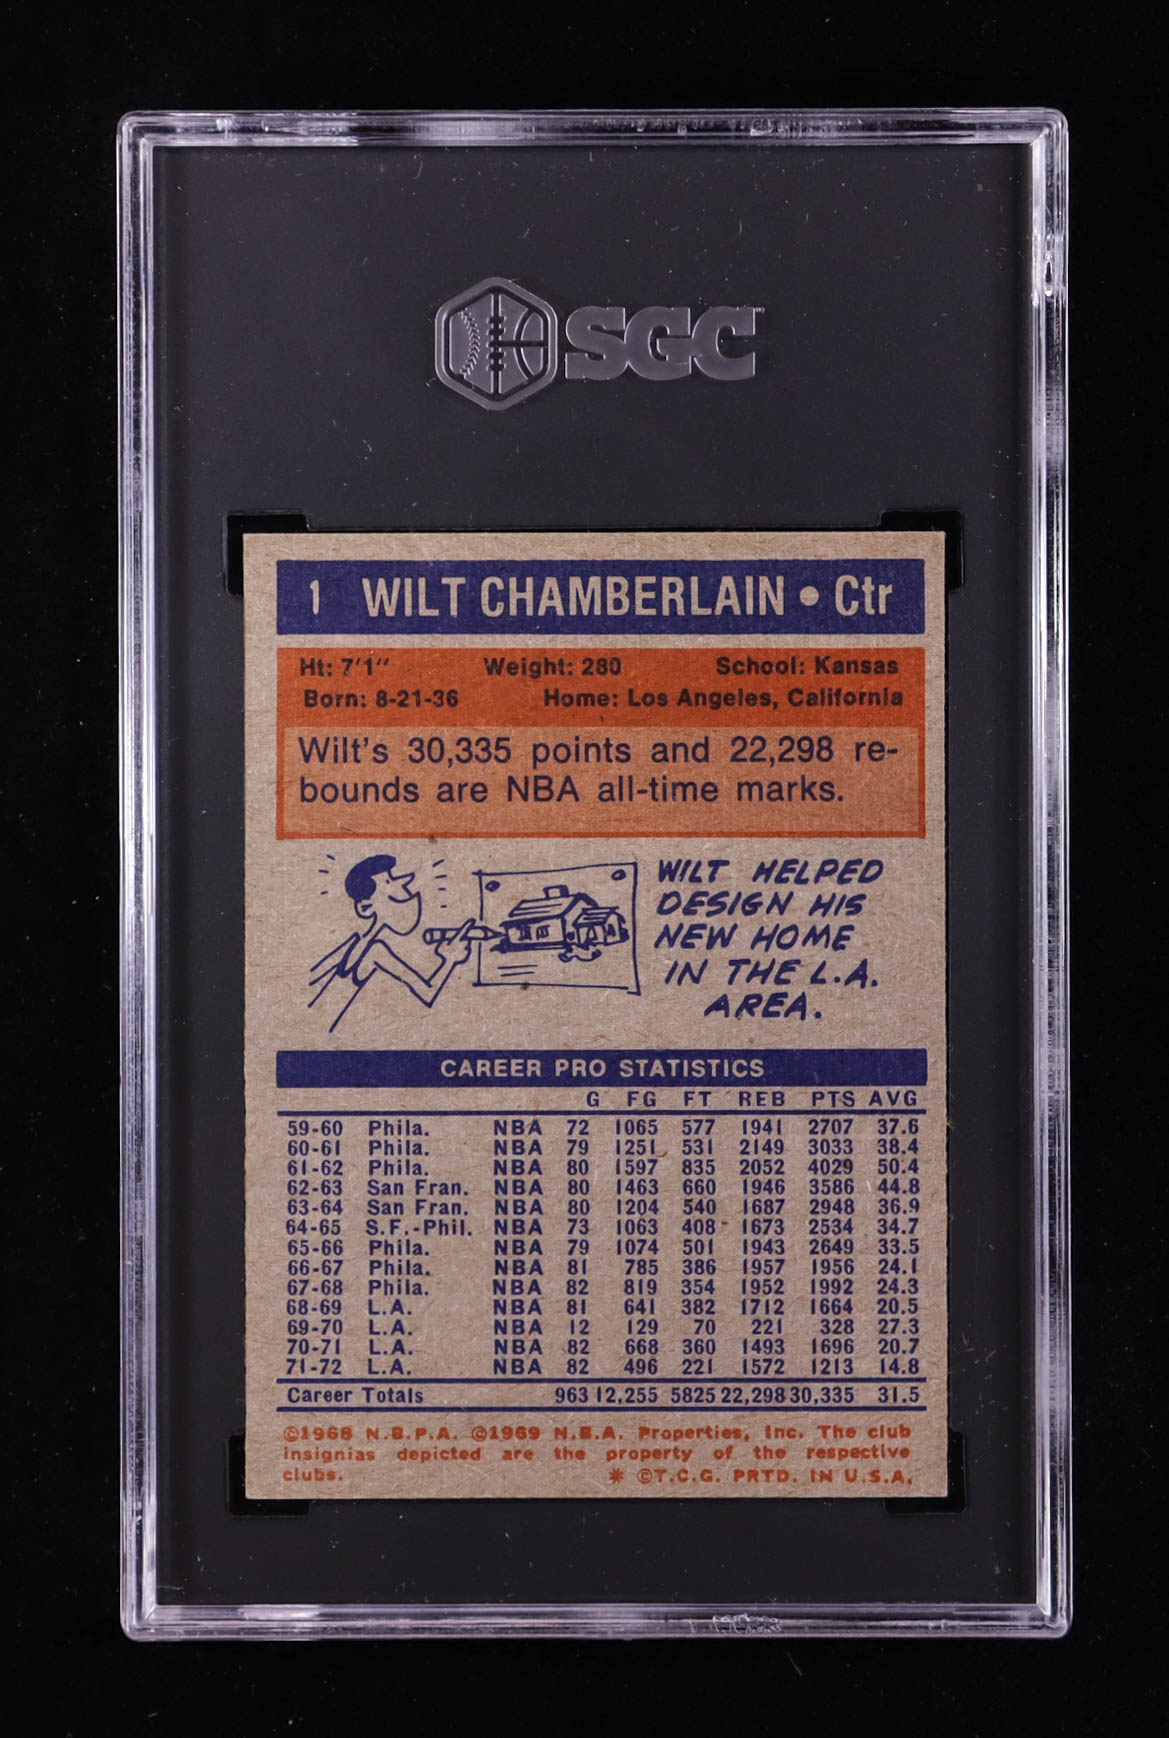 SGC
1 WILT CHAMBERLAIN • Ctr
Ht: 7'1" Weight: 280 School: Kansas
Born: 8-21-36 Home: Los Angeles, California
Wilt's 30,335 points and 22,298 re-
bounds are NBA all-time marks.
WILT HELPED
DESIGN HIS
NEW HOME
IN THE L.A.
AREA.
CAREER PRO STATISTICS
G FG FT REB PTS AVG
59-60 Phila. NBA 72 1065 577 1941 2707 37.6
60-61 Phila. NBA 79 1251 531 2149 3033 38.4
61-62 Phila. NBA 80 1597 835 2052 4029 50.4
62-63 San Fran. NBA 80 1463 660 1946 3586 44.8
63-64 San Fran. NBA 80 1204 540 1687 2948 36.9
64-65 S.F.-Phil. NBA 73 1063 408 1673 2534 34.7
65-66 Phila. NBA 79 1074 501 1943 2649 33.5
66-67 Phila. NBA 81 785 386 1957 1956 24.1
67-68 Phila. NBA 82 819 354 1952 1992 24.3
68-69 L.A. NBA 81 641 382 1712 1664 20.5
69-70 L.A. NBA 12 129 70 221 328 27.3
70-71 L.A. NBA 82 668 360 1493 1696 20.7
71-72 L.A. NBA 82 496 221 1572 1213 14.8
Career Totals 963 12,255 5825 22,298 30,335 31.5
©1968 N.B.P.A. ©1969 N.B.A. Properties, Inc. The club
insignias depicted are the property of the respective
clubs. * ©T.C.G. PRTD. IN U.S.A.